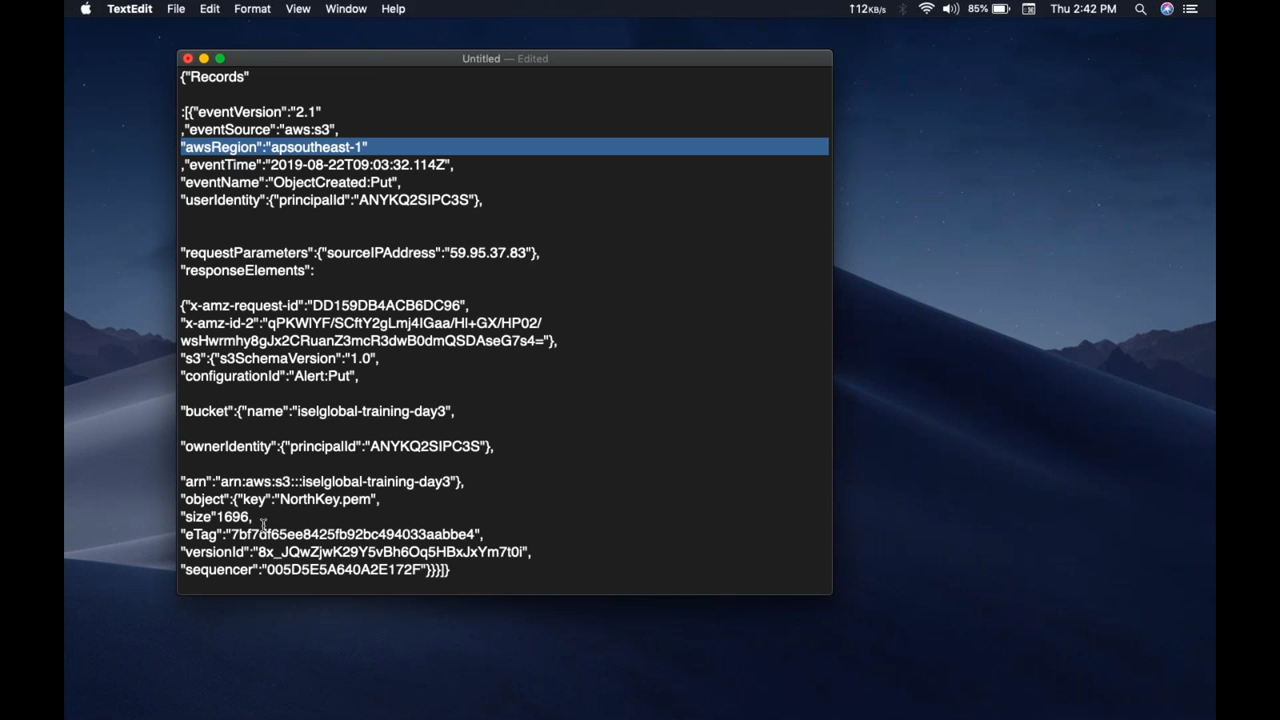 TextEdit File Edit Format View Window Help 112KB/s 85% Thu 2:42 PM
Untitled — Edited
{"Records"
:[{"eventVersion":"2.1"
,"eventSource":"aws:s3",
"awsRegion":"apsoutheast-1"
,"eventTime":"2019-08-22T09:03:32.114Z",
"eventName":"ObjectCreated:Put",
"userIdentity":{"principalId":"ANYKQ2SIPC3S"},
"requestParameters":{"sourceIPAddress":"59.95.37.83"},
"responseElements":
{"x-amz-request-id":"DD159DB4ACB6DC96",
"x-amz-id-2":"qPKWlYF/SCftY2gLmj4IGaa/Hl+GX/HP02/
wsHwrmhy8gJx2CRuanZ3mcR3dwB0dmQSDAseG7s4="},
"s3":{"s3SchemaVersion":"1.0",
"configurationId":"Alert:Put",
"bucket":{"name":"iselglobal-training-day3",
"ownerIdentity":{"principalId":"ANYKQ2SIPC3S"},
"arn":"arn:aws:s3:::iselglobal-training-day3"},
"object":{"key":"NorthKey.pem",
"size"1696,
"eTag":"7bf7df65ee8425fb92bc494033aabbe4",
"versionId":"8x_JQwZjwK29Y5vBh6Oq5HBxJxYm7t0i",
"sequencer":"005D5E5A640A2E172F"}}}]}